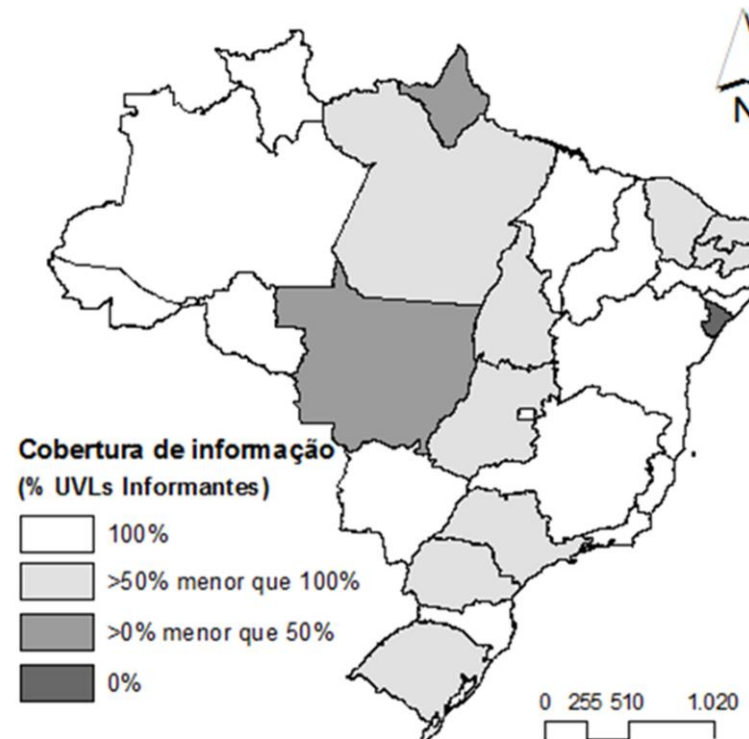 N
Cobertura de informação
(% UVLs Informantes)
100%
>50% menor que 100%
>0% menor que 50%
0%
0 255 510 1.020